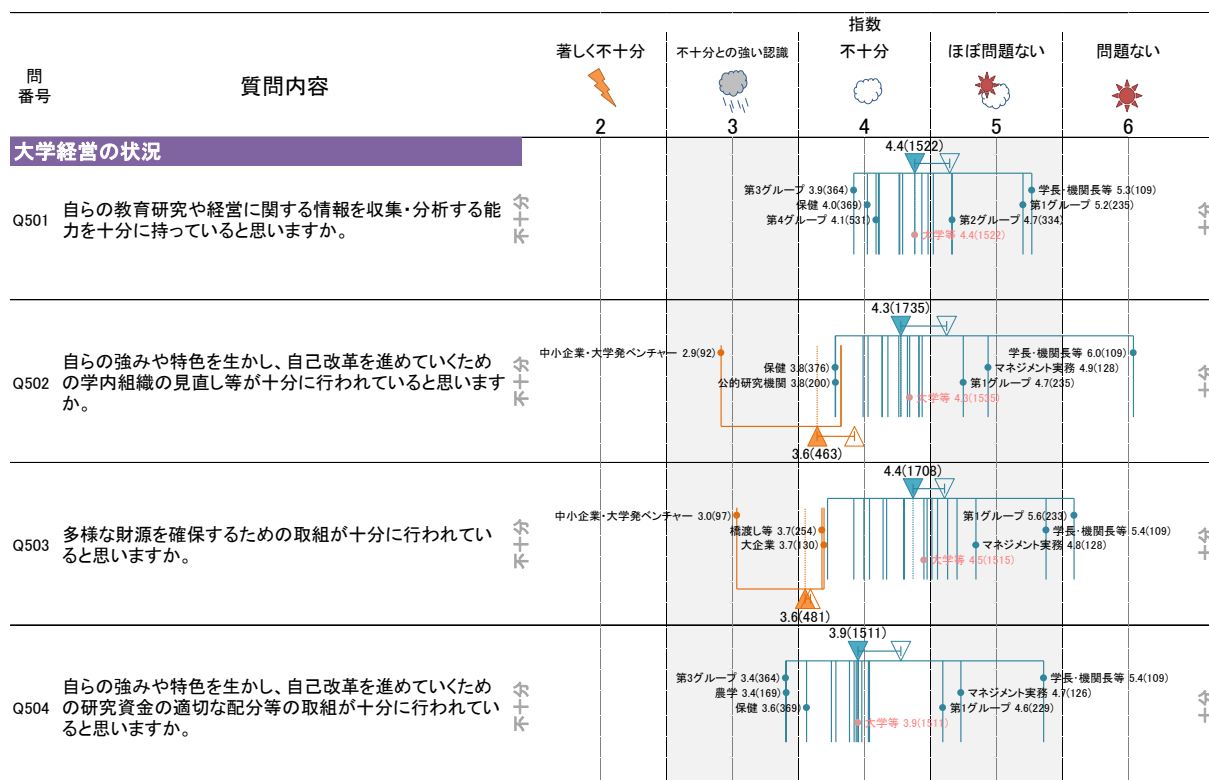 指数
著しく不十分
不十分との強い認識
不十分
ほぼ問題ない
問題ない
問
番号
質問内容
2
3
4
5
6
大学経営の状況
4.4(1522)
Q501
自らの教育研究や経営に関する情報を収集・分析する能
力を十分に持っていると思いますか。
不十分
第3グループ 3.9(364)
保健 4.0(369)
第4グループ 4.1(531)
学長・機関長等 5.3(109)
第1グループ 5.2(235)
第2グループ 4.7(334)
大学等 4.4(1522)
十分
4.3(1735)
Q502
自らの強みや特色を生かし、自己改革を進めていくため
の学内組織の見直し等が十分に行われていると思います
か。
不十分
中小企業・大学発ベンチャー 2.9(92)
保健 3.8(376)
公的研究機関 3.8(200)
学長・機関長等 6.0(109)
マネジメント実務 4.9(128)
第1グループ 4.7(235)
大学等 4.3(1535)
十分
3.6(463)
4.4(1708)
Q503
多様な財源を確保するための取組が十分に行われてい
ると思いますか。
不十分
中小企業・大学発ベンチャー 3.0(97)
橋渡し等 3.7(254)
大企業 3.7(130)
第1グループ 5.6(233)
学長・機関長等 5.4(109)
マネジメント実務 4.8(128)
大学等 4.5(1515)
十分
3.6(481)
3.9(1511)
Q504
自らの強みや特色を生かし、自己改革を進めていくため
の研究資金の適切な配分等の取組が十分に行われてい
ると思いますか。
不十分
第3グループ 3.4(364)
農学 3.4(169)
保健 3.6(369)
学長・機関長等 5.4(109)
マネジメント実務 4.7(126)
第1グループ 4.6(229)
大学等 3.9(1511)
十分